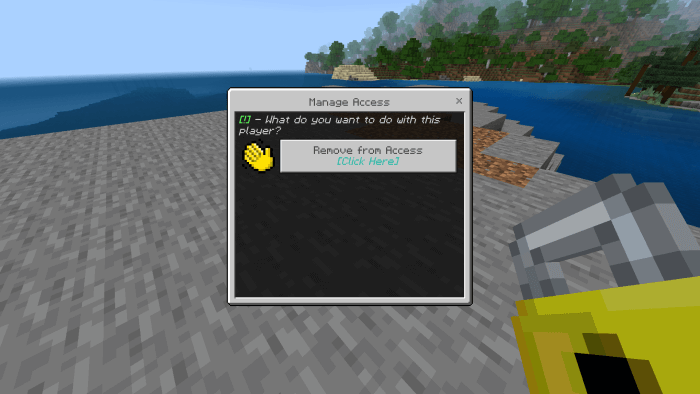 Manage Access
[!] - What do you want to do with this
player?
Remove from Access
[Click Here]